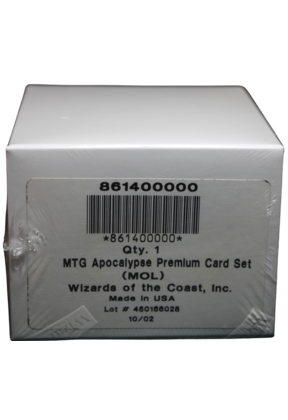 861400000
*861400000*
Qty. 1
MTG Apocalypse Premium Card Set
(MOL)
Wizards of the Coast, Inc.
Made in USA
Lot # 450166028
10/02